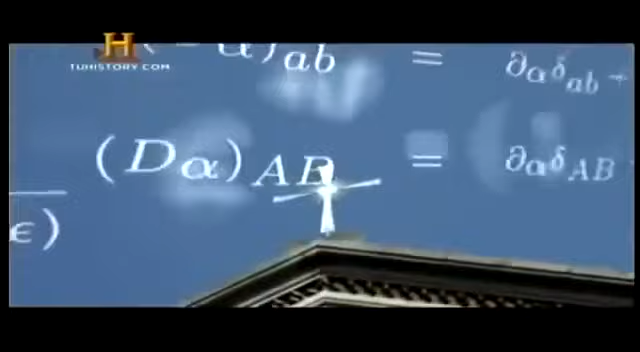 H
TUHISTORY.COM
α)ab = ∂αδab +
(Dα)AB = ∂αδAB
ϵ)